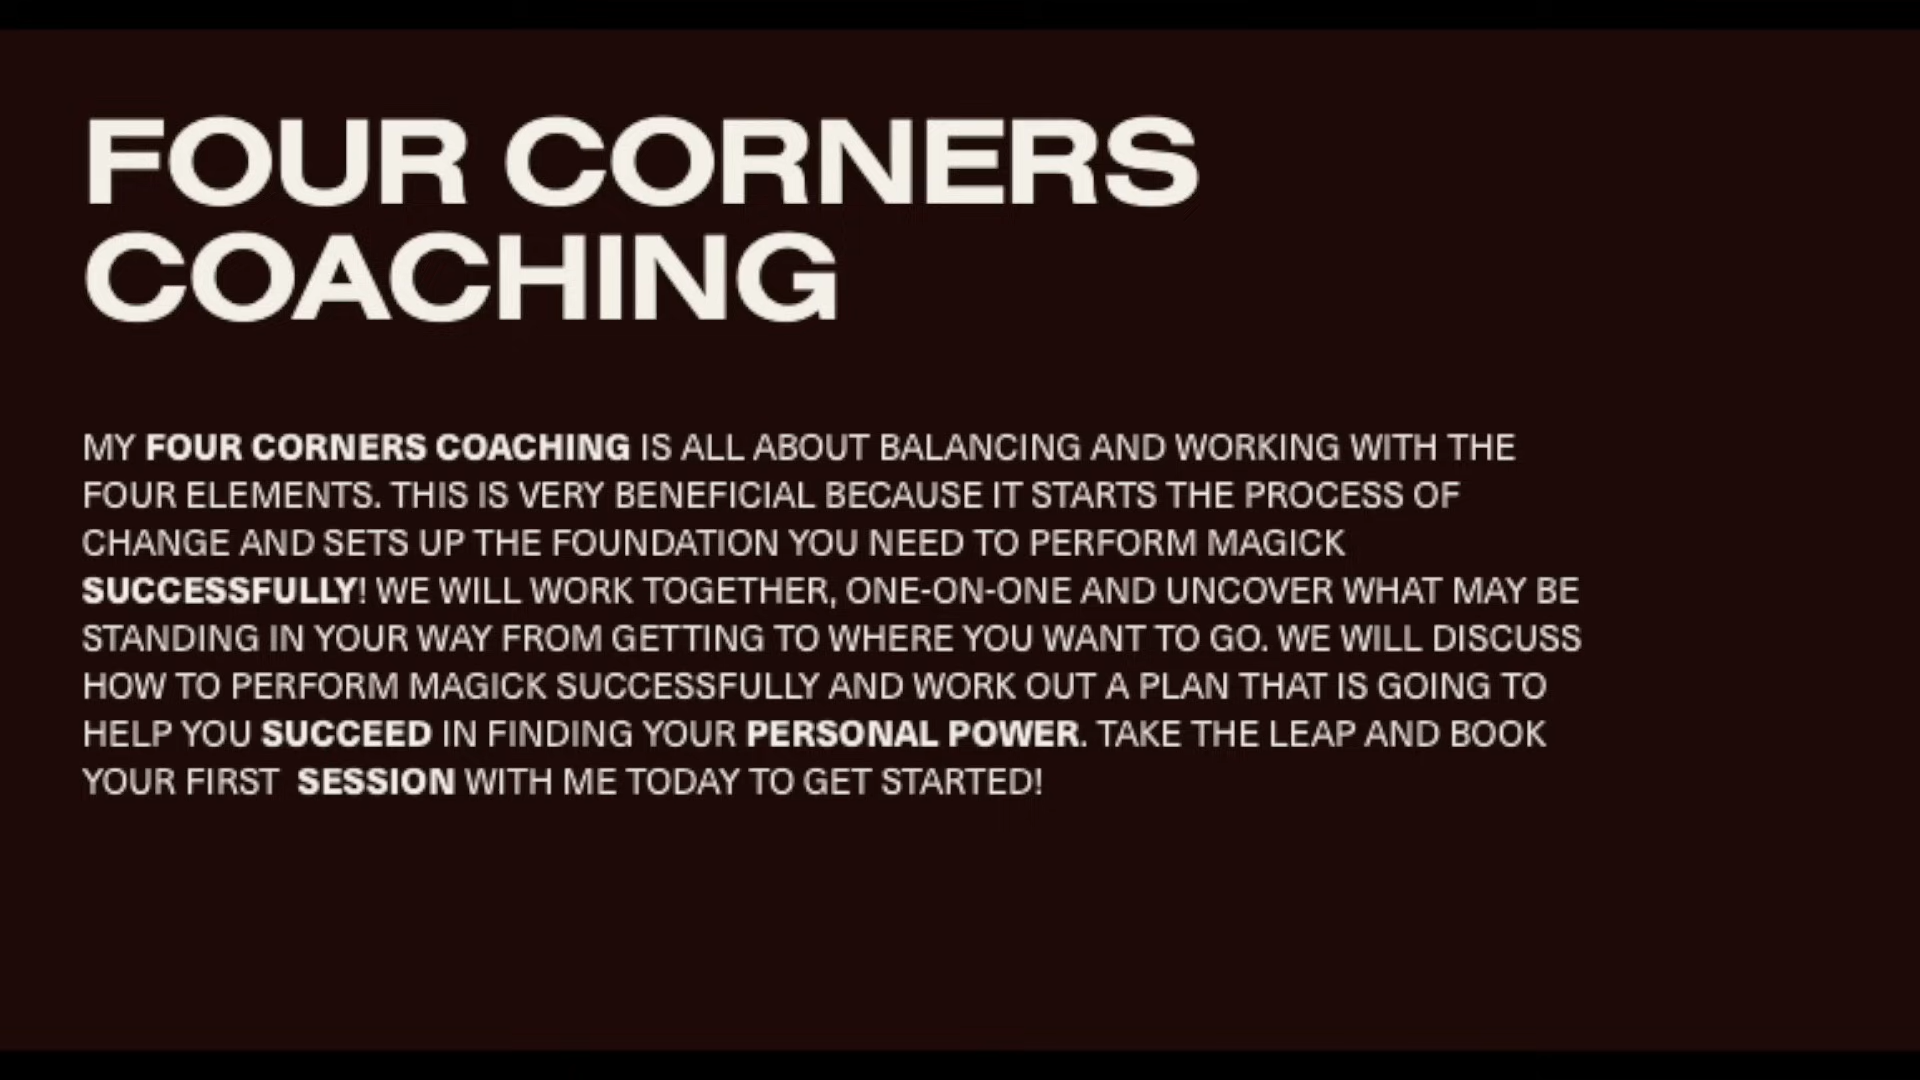 FOUR CORNERS
COACHING
MY FOUR CORNERS COACHING IS ALL ABOUT BALANCING AND WORKING WITH THE
FOUR ELEMENTS. THIS IS VERY BENEFICIAL BECAUSE IT STARTS THE PROCESS OF
CHANGE AND SETS UP THE FOUNDATION YOU NEED TO PERFORM MAGICK
SUCCESSFULLY! WE WILL WORK TOGETHER, ONE-ON-ONE AND UNCOVER WHAT MAY BE
STANDING IN YOUR WAY FROM GETTING TO WHERE YOU WANT TO GO. WE WILL DISCUSS
HOW TO PERFORM MAGICK SUCCESSFULLY AND WORK OUT A PLAN THAT IS GOING TO
HELP YOU SUCCEED IN FINDING YOUR PERSONAL POWER. TAKE THE LEAP AND BOOK
YOUR FIRST SESSION WITH ME TODAY TO GET STARTED!